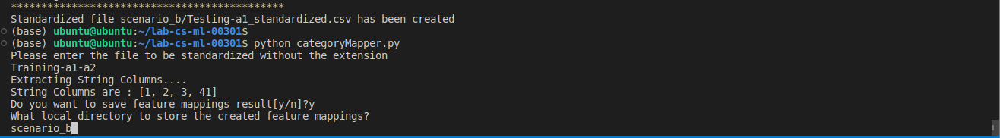 *********************************************
Standardized file scenario_b/Testing-a1_standardized.csv has been created
(base) ubuntu@ubuntu:~/lab-cs-ml-00301$
(base) ubuntu@ubuntu:~/lab-cs-ml-00301$ python categoryMapper.py
Please enter the file to be standardized without the extension
Training-a1-a2
Extracting String Columns....
String Columns are : [1, 2, 3, 41]
Do you want to save feature mappings result[y/n]?y
What local directory to store the created feature mappings?
scenario_b